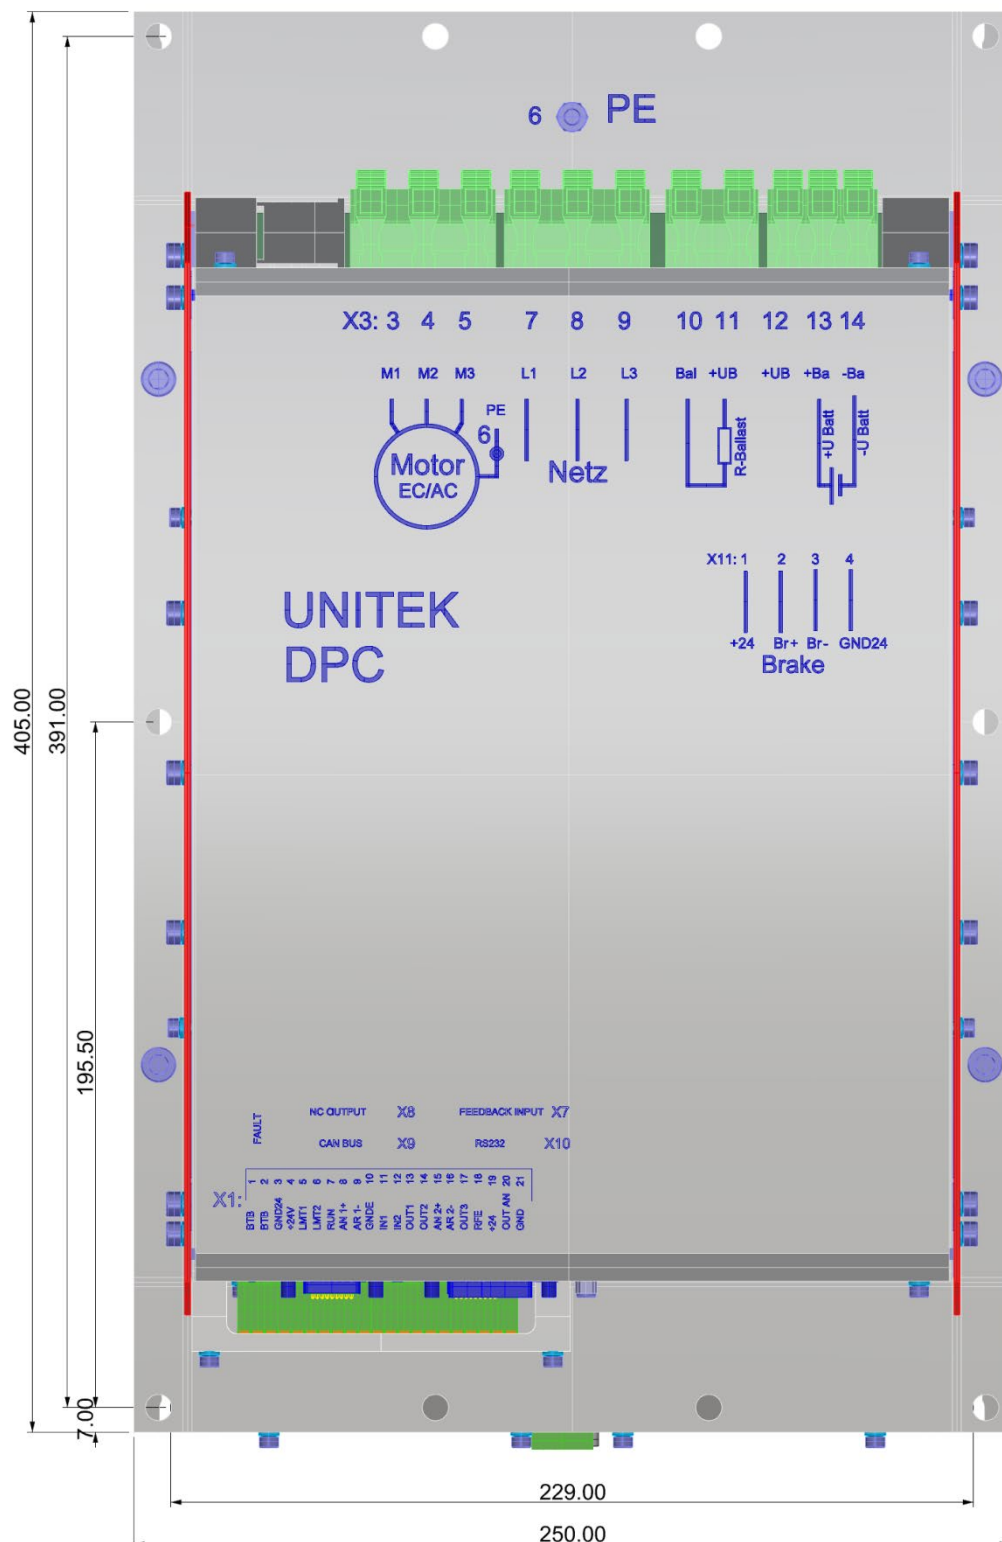 6 PE
X3: 3 4 5 7 8 9 10 11 12 13 14
M1 M2 M3 L1 L2 L3 Bal +UB +UB +Ba -Ba
PE
6
Motor
EC/AC
Netz
R-Ballast
+U Batt
-U Batt
X11: 1 2 3 4
+24 Br+ Br- GND24
Brake
UNITEK
DPC
405.00
391.00
195.50
7.00
FAULT
NC OUTPUT X8 FEEDBACK INPUT X7
CAN BUS X9 RS232 X10
X1: 1 2 3 4 5 6 7 8 9 10 11 12 13 14 15 16 17 18 19 20 21
BTB BTB GND24 +24V LMT1 LMT2 RUN AN 1+ AR 1- GNDE IN1 IN2 OUT1 OUT2 AN 2+ AR 2- OUT3 RFE +24 OUT AN GND
229.00
250.00